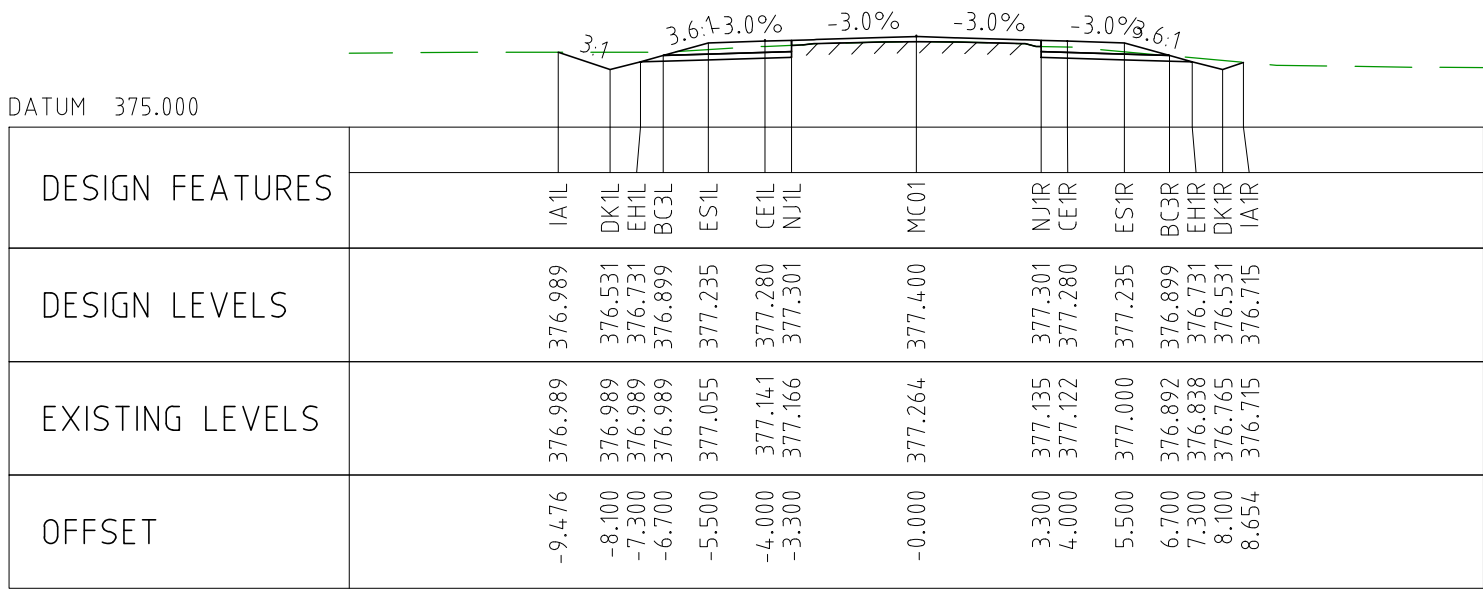 3:1 3.6:1 -3.0% -3.0% -3.0% -3.0% 3.6:1
DATUM 375.000
DESIGN FEATURES IA1L DK1L EH1L BC3L ES1L CE1L NJ1L MC01 NJ1R CE1R ES1R BC3R EH1R DK1R IA1R
DESIGN LEVELS 376.989 376.531 376.731 376.899 377.235 377.280 377.301 377.400 377.301 377.280 377.235 376.899 376.731 376.531 376.715
EXISTING LEVELS 376.989 376.989 376.989 376.989 377.055 377.141 377.166 377.264 377.135 377.122 377.000 376.892 376.838 376.765 376.715
OFFSET -9.476 -8.100 -7.300 -6.700 -5.500 -4.000 -3.300 -0.000 3.300 4.000 5.500 6.700 7.300 8.100 8.654